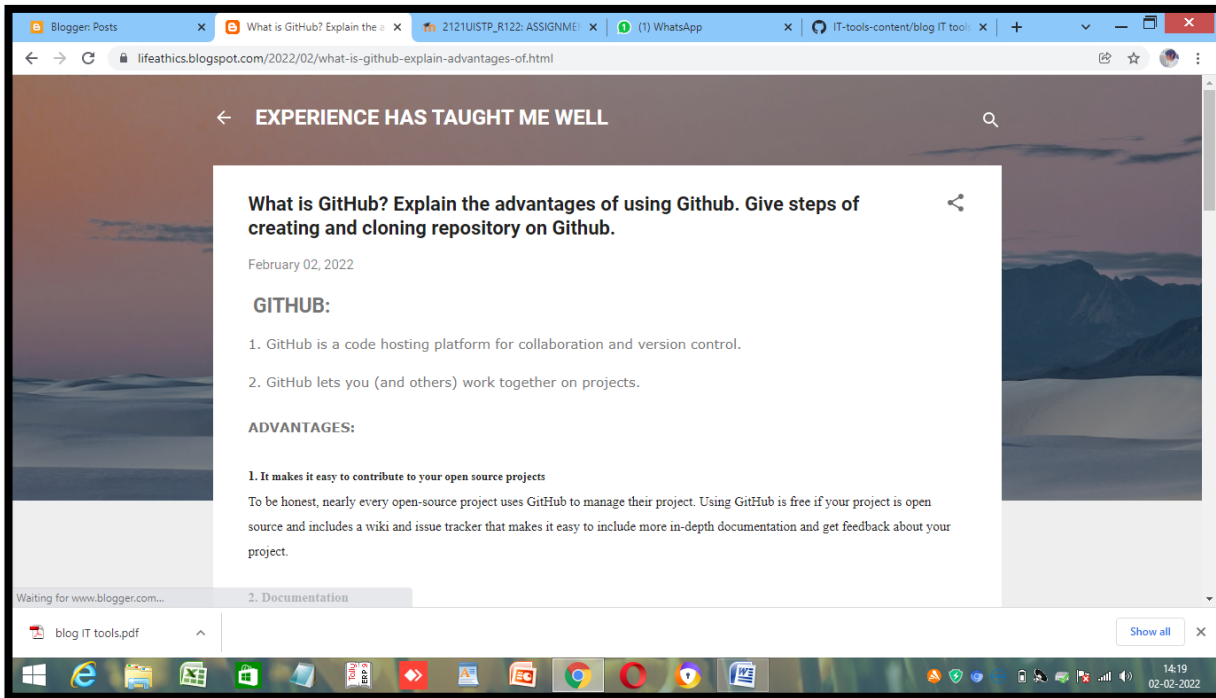 Blogger: Posts
What is GitHub? Explain the a
2121UISTP_R122: ASSIGNME
(1) WhatsApp
IT-tools-content/blog IT tools
lifeathics.blogspot.com/2022/02/what-is-github-explain-advantages-of.html
EXPERIENCE HAS TAUGHT ME WELL
What is GitHub? Explain the advantages of using Github. Give steps of
creating and cloning repository on Github.
February 02, 2022
GITHUB:
1. GitHub is a code hosting platform for collaboration and version control.
2. GitHub lets you (and others) work together on projects.
ADVANTAGES:
1. It makes it easy to contribute to your open source projects
To be honest, nearly every open-source project uses GitHub to manage their project. Using GitHub is free if your project is open
source and includes a wiki and issue tracker that makes it easy to include more in-depth documentation and get feedback about your
project.
Waiting for www.blogger.com...
2. Documentation
blog IT tools.pdf
Show all
Tally ERP 9
14:19
02-02-2022